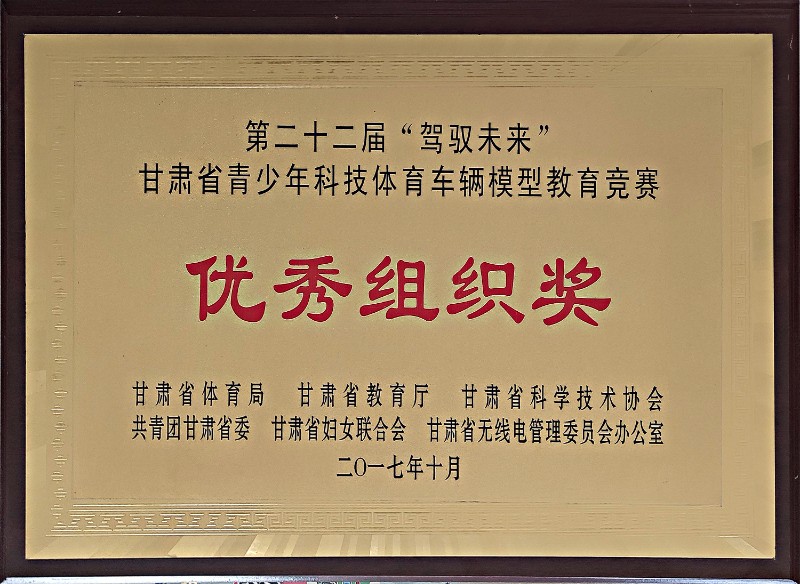 第二十二届“驾驭未来”
甘肃省青少年科技体育车辆模型教育竞赛
优秀组织奖
甘肃省体育局 甘肃省教育厅 甘肃省科学技术协会
共青团甘肃省委 甘肃省妇女联合会 甘肃省无线电管理委员会办公室
二〇一七年十月